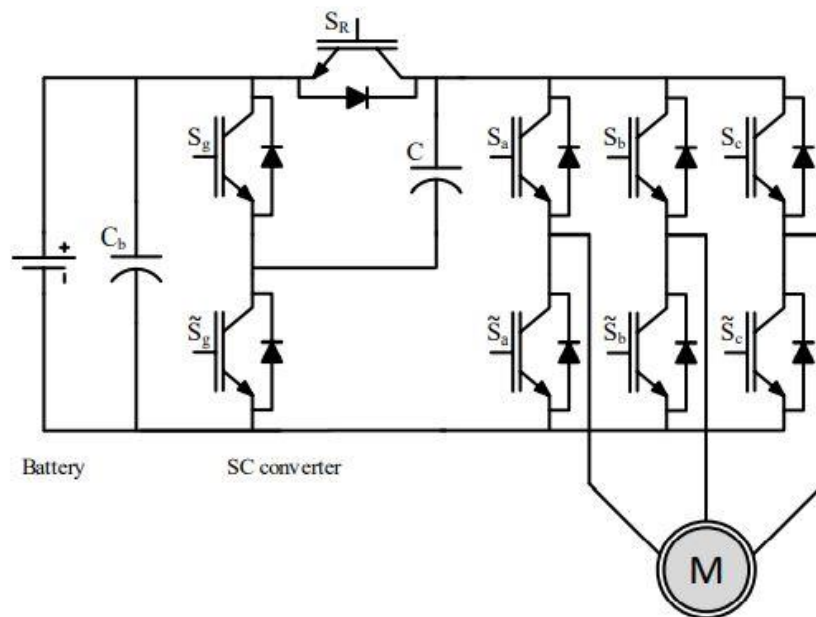 S_R
S_g
C
S_a
S_b
S_c
C_b
+
-
S̃_g
S̃_a
S̃_b
S̃_c
Battery
SC converter
M